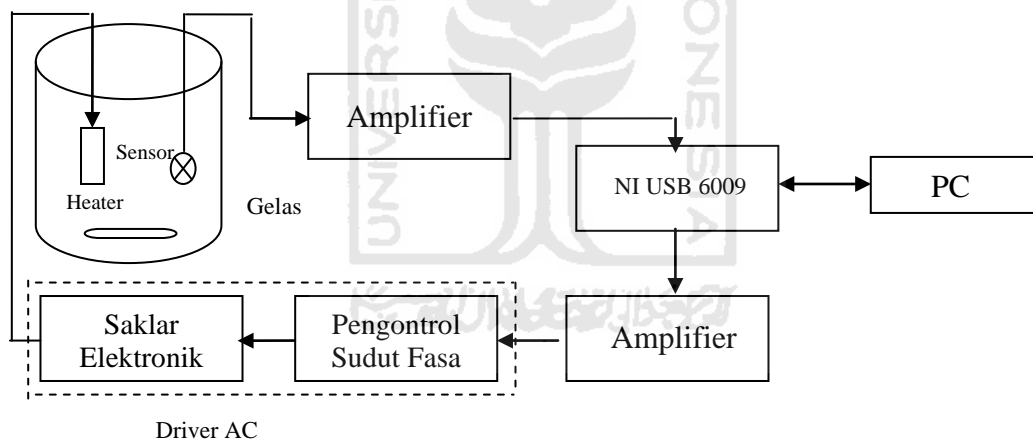 Amplifier
Sensor
Heater
Gelas
NI USB 6009
PC
Saklar
Elektronik
Pengontrol
Sudut Fasa
Amplifier
Driver AC